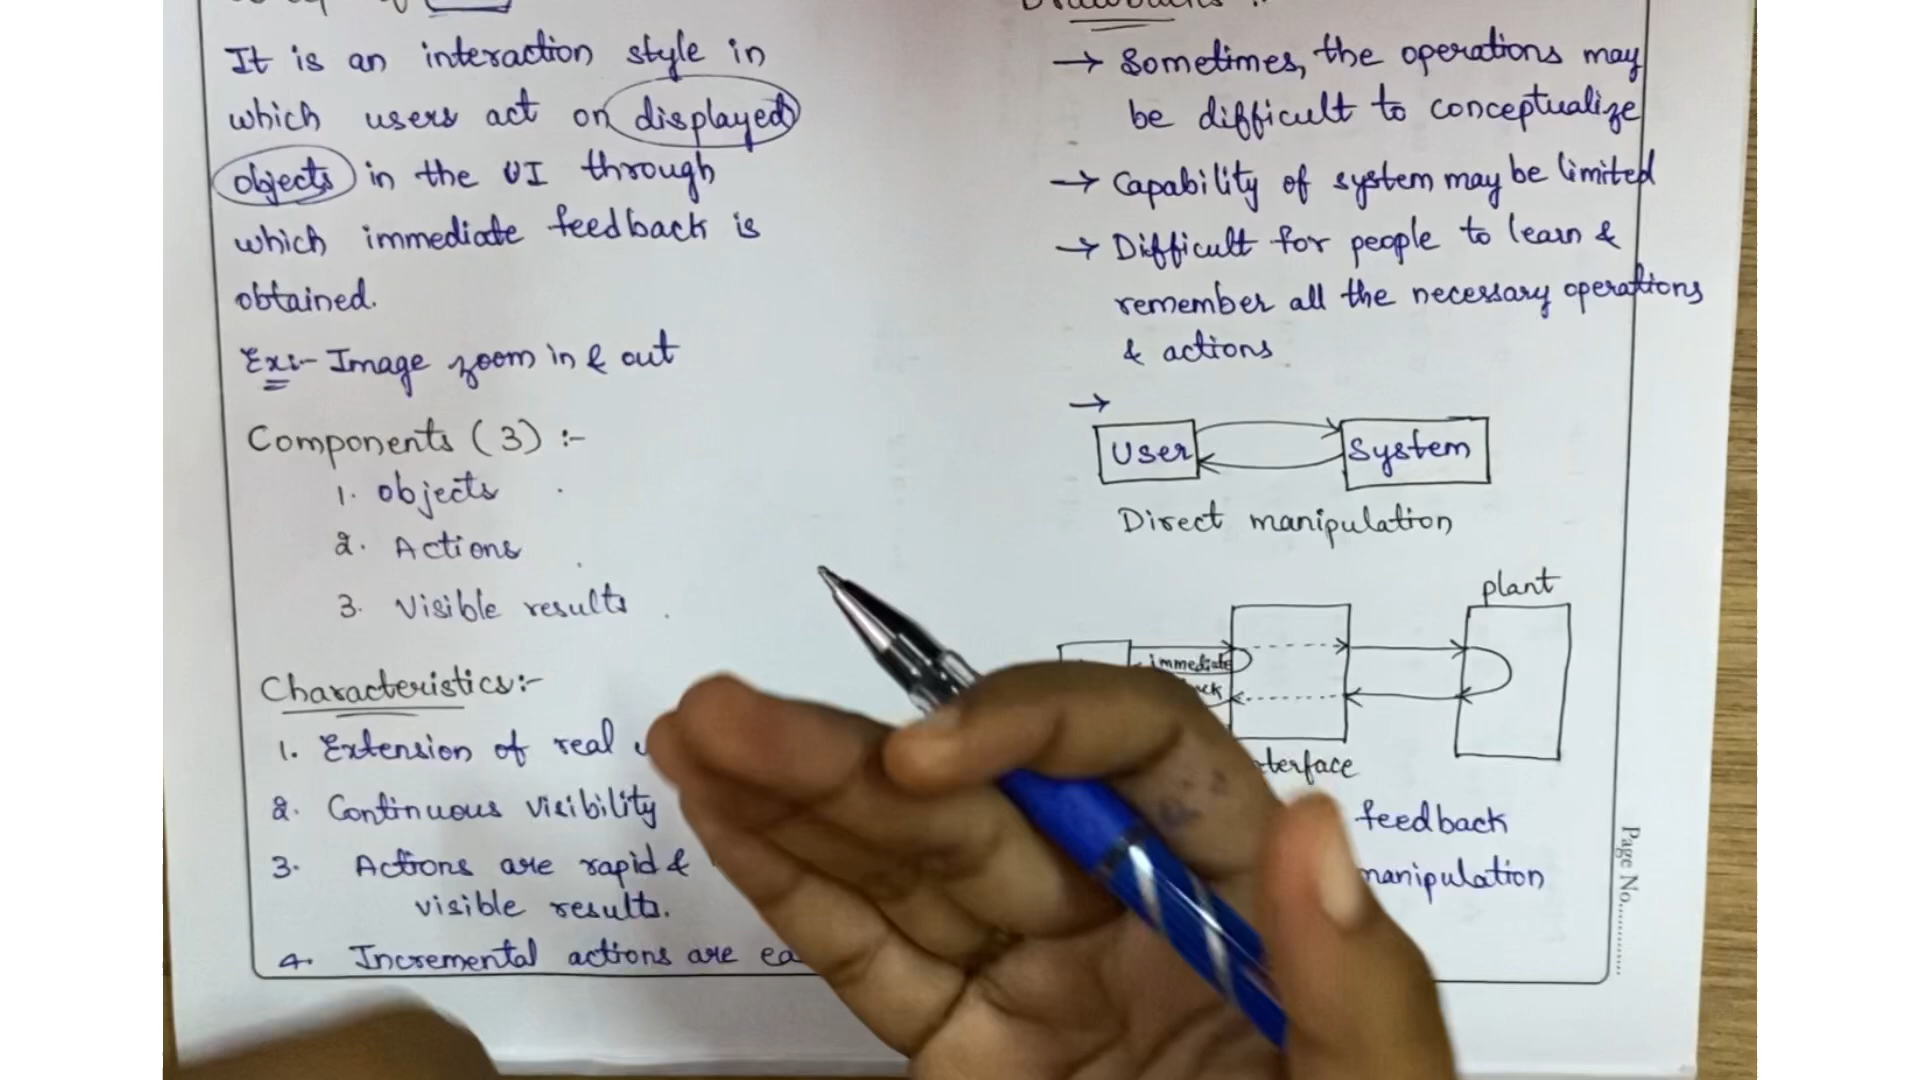 It is an interaction style in
which users act on displayed
objects in the UI through
which immediate feedback is
obtained.
Ex:- Image zoom in & out
Components (3) :-
1. objects
2. Actions
3. Visible results
Characteristics:-
1. Extension of real
2. Continuous visibility
3. Actions are rapid &
visible results.
4. Incremental actions are
Drawbacks :-
→ Sometimes, the operations may
be difficult to conceptualize
→ Capability of system may be limited
→ Difficult for people to learn &
remember all the necessary operations
& actions
→
User
System
Direct manipulation
plant
immediate
feedback
manipulation
Page No..............